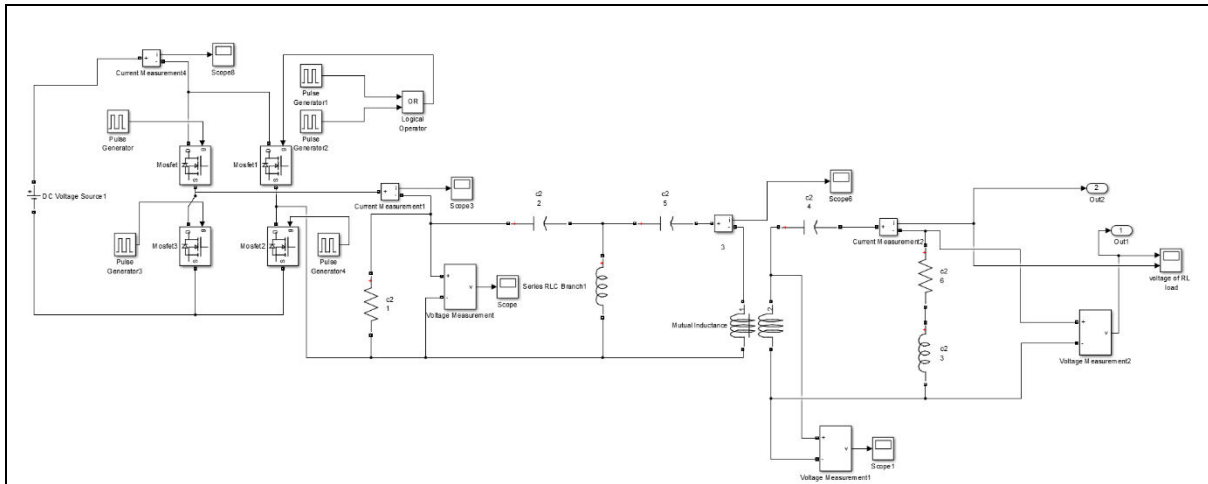 Current Measurement4
Scope8
Pulse
Generator1
OR
Logical
Operator
Pulse
Generator2
Pulse
Generator
Mosfet
Mosfet1
DC Voltage Source1
Mosfet3
Mosfet2
Pulse
Generator3
Pulse
Generator4
Current Measurement1
Scope3
c2
2
c2
5
3
Scope6
c2
4
Current Measurement2
2
Out2
1
Out1
voltage of RL
load
c2
1
Voltage Measurement
Scope
Series RLC Branch1
Mutual Inductance
c2
6
c2
3
Voltage Measurement2
Voltage Measurement1
Scope1